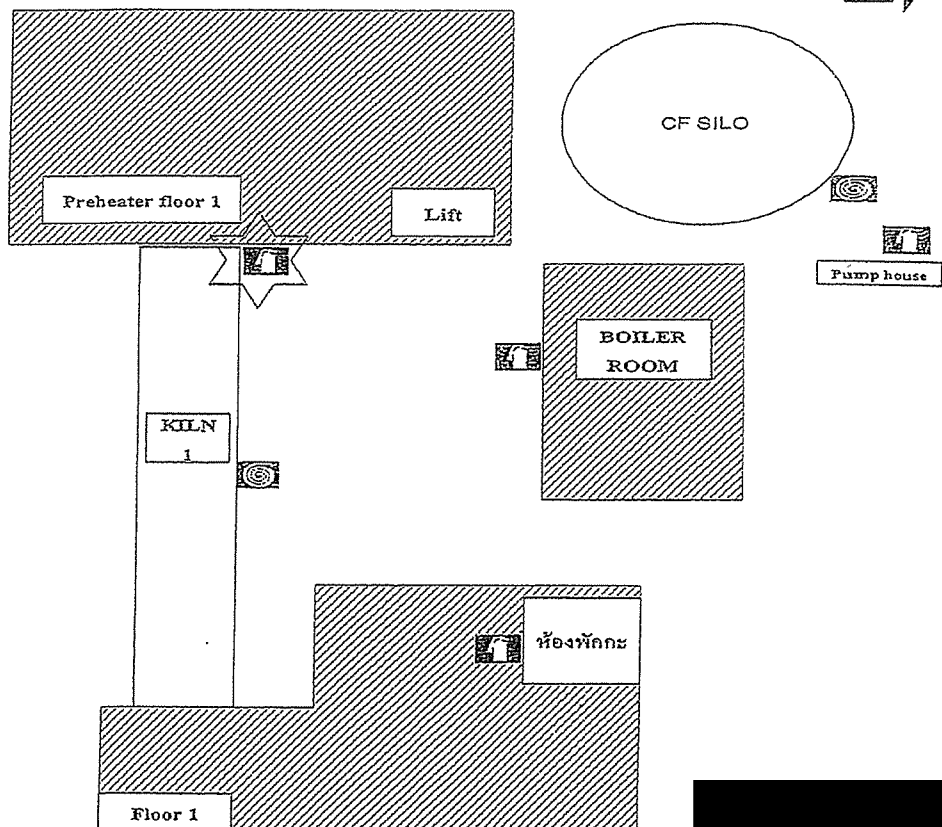 CF SILO
Preheater floor 1
Lift
Pump house
BOILER
ROOM
KILN
1
ห้องพักกะ
Floor 1